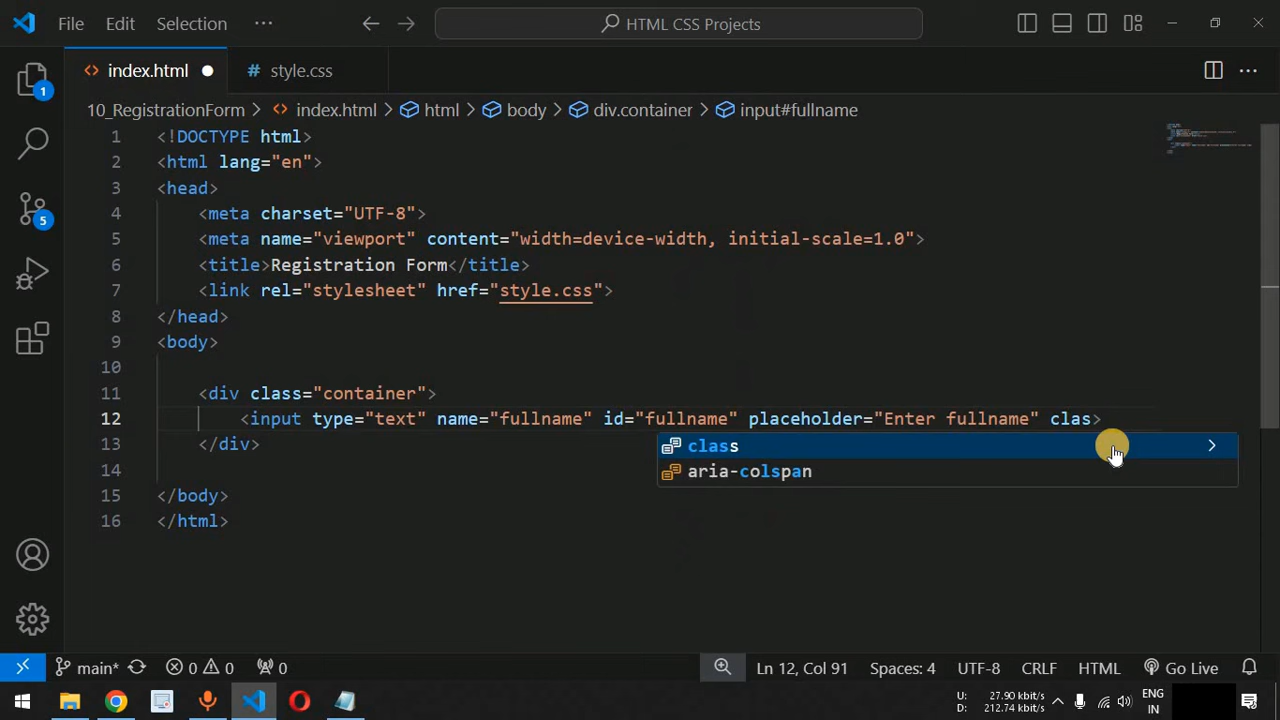 File Edit Selection ··· HTML CSS Projects
index.html style.css
10_RegistrationForm > index.html > html > body > div.container > input#fullname
1 <!DOCTYPE html>
2 <html lang="en">
3 <head>
4 <meta charset="UTF-8">
5 <meta name="viewport" content="width=device-width, initial-scale=1.0">
6 <title>Registration Form</title>
7 <link rel="stylesheet" href="style.css">
8 </head>
9 <body>
10
11 <div class="container">
12 <input type="text" name="fullname" id="fullname" placeholder="Enter fullname" clas>
class
13 </div>
aria-colspan
14
15 </body>
16 </html>
1
5
main* 0 0 0 Ln 12, Col 91 Spaces: 4 UTF-8 CRLF HTML Go Live
U: 27.90 kbit/s
D: 212.74 kbit/s
ENG
IN